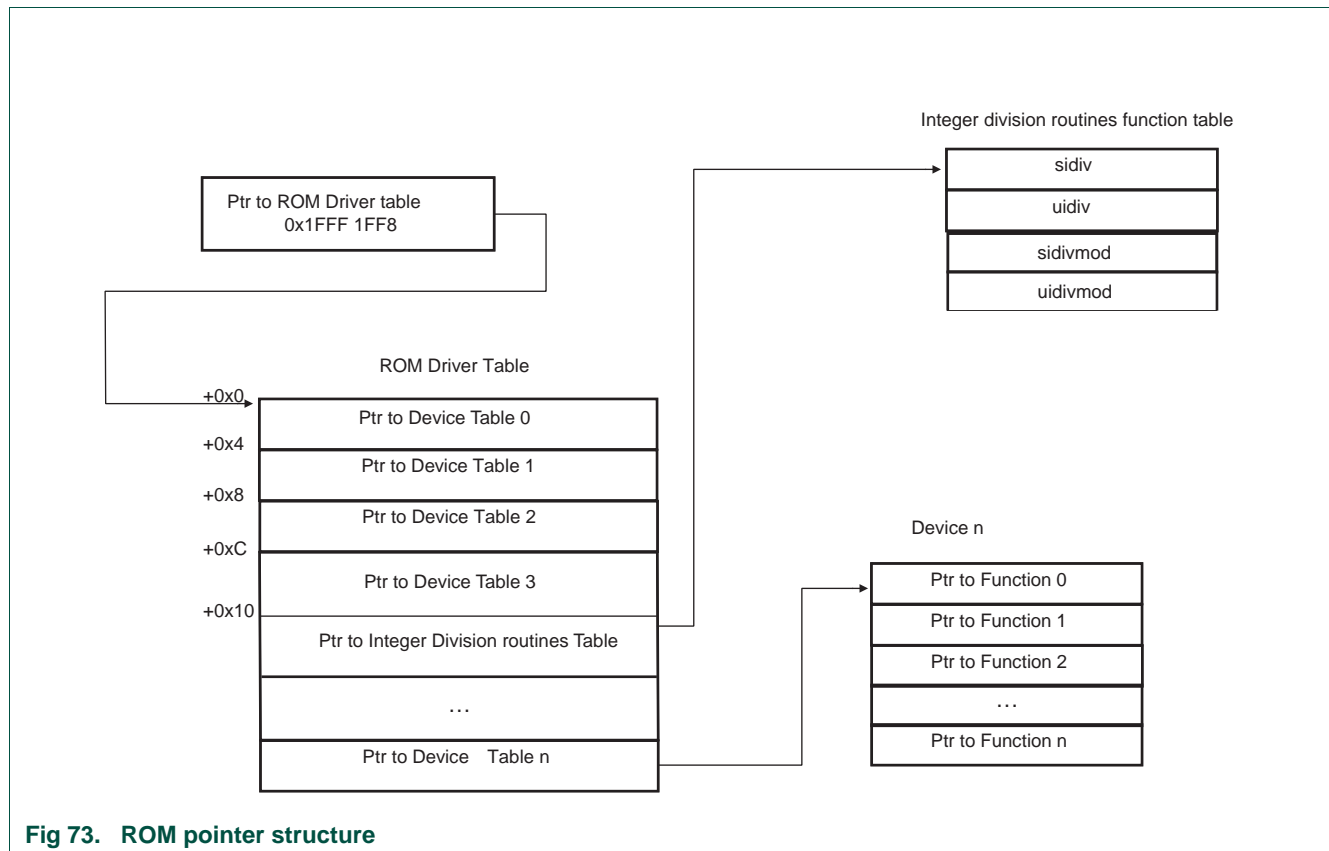 Integer division routines function table
sidiv
uidiv
sidivmod
uidivmod
Ptr to ROM Driver table
0x1FFF 1FF8
ROM Driver Table
+0x0
Ptr to Device Table 0
+0x4
Ptr to Device Table 1
+0x8
Ptr to Device Table 2
+0xC
Ptr to Device Table 3
+0x10
Ptr to Integer Division routines Table
…
Ptr to Device Table n
Device n
Ptr to Function 0
Ptr to Function 1
Ptr to Function 2
…
Ptr to Function n
Fig 73. ROM pointer structure